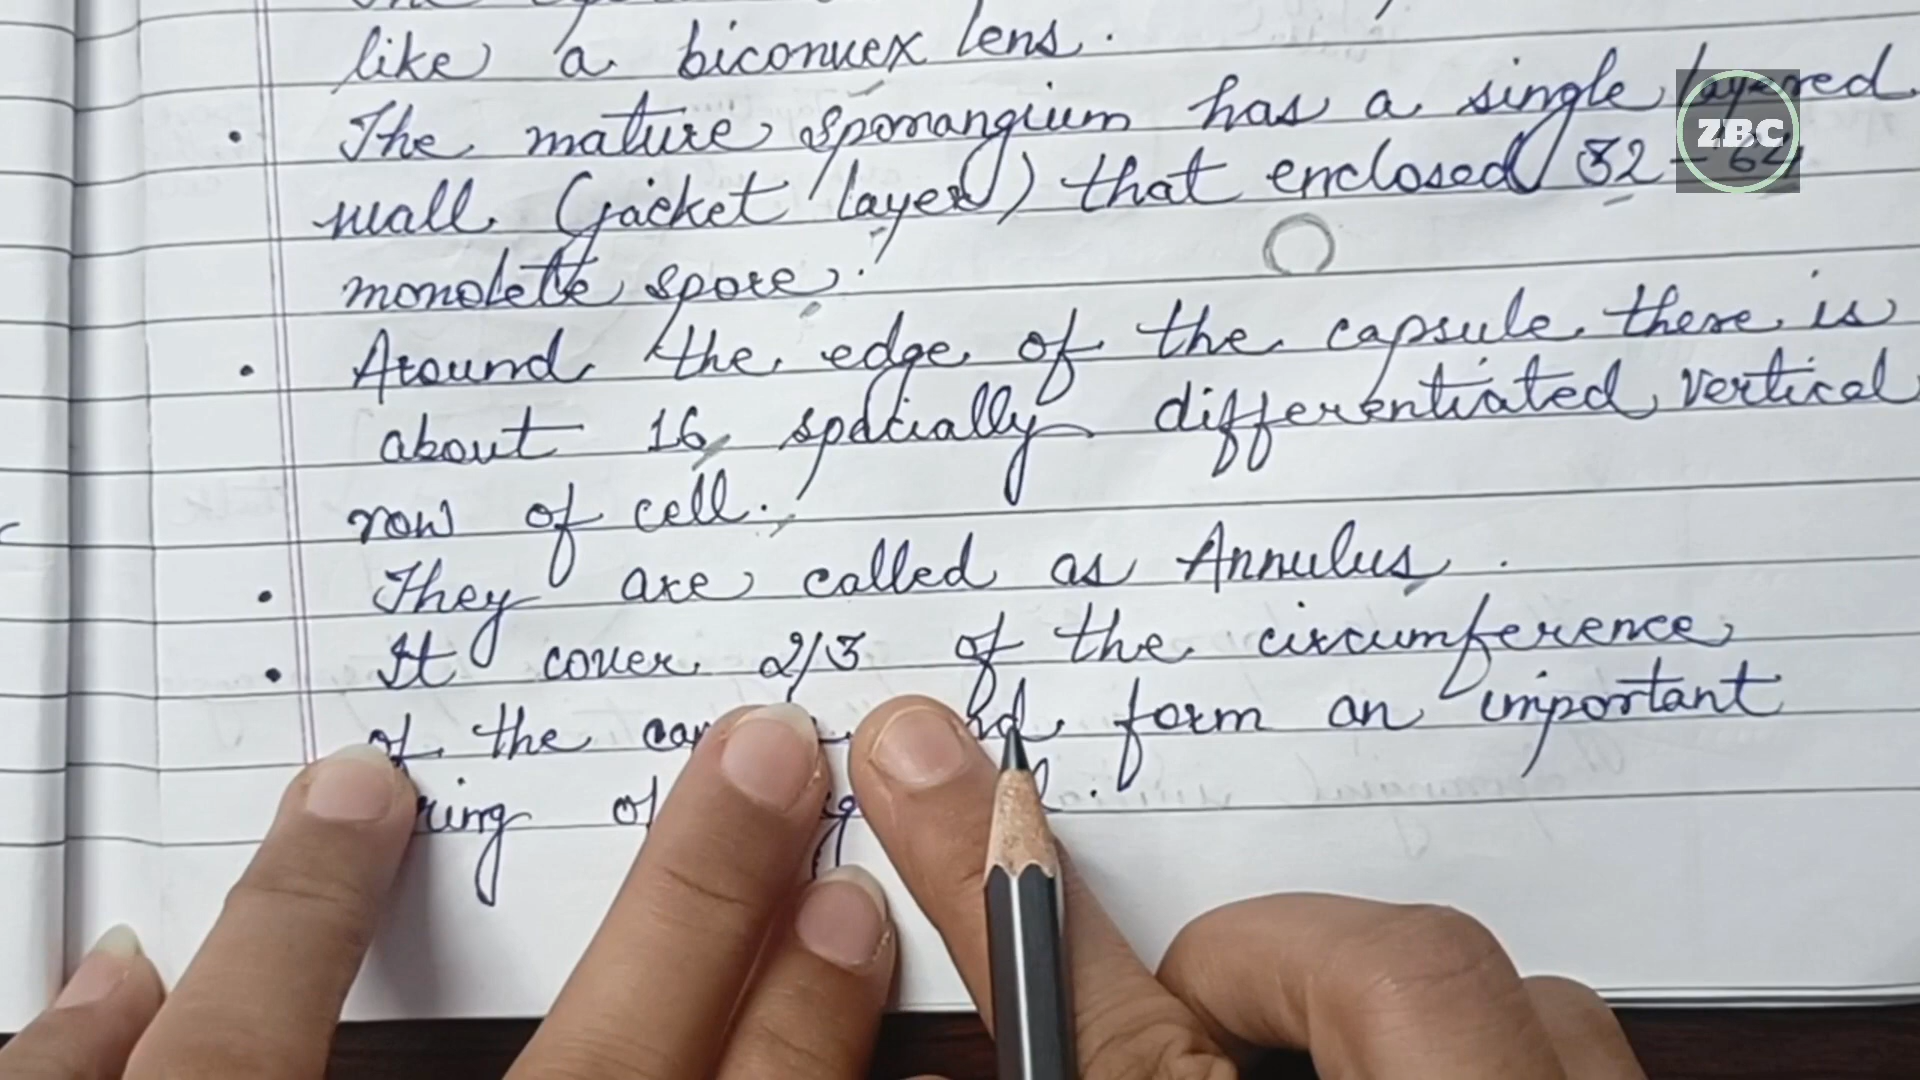 like a biconvex lens.
• The mature sporangium has a single layered
wall (jacket layer) that enclosed 32 - 64
monolete spore.
• Around the edge of the capsule there is
about 16 spacially differentiated vertical
row of cell.
• They are called as Annulus.
• It cover 2/3 of the circumference
of the form an important
ring of
ZBC